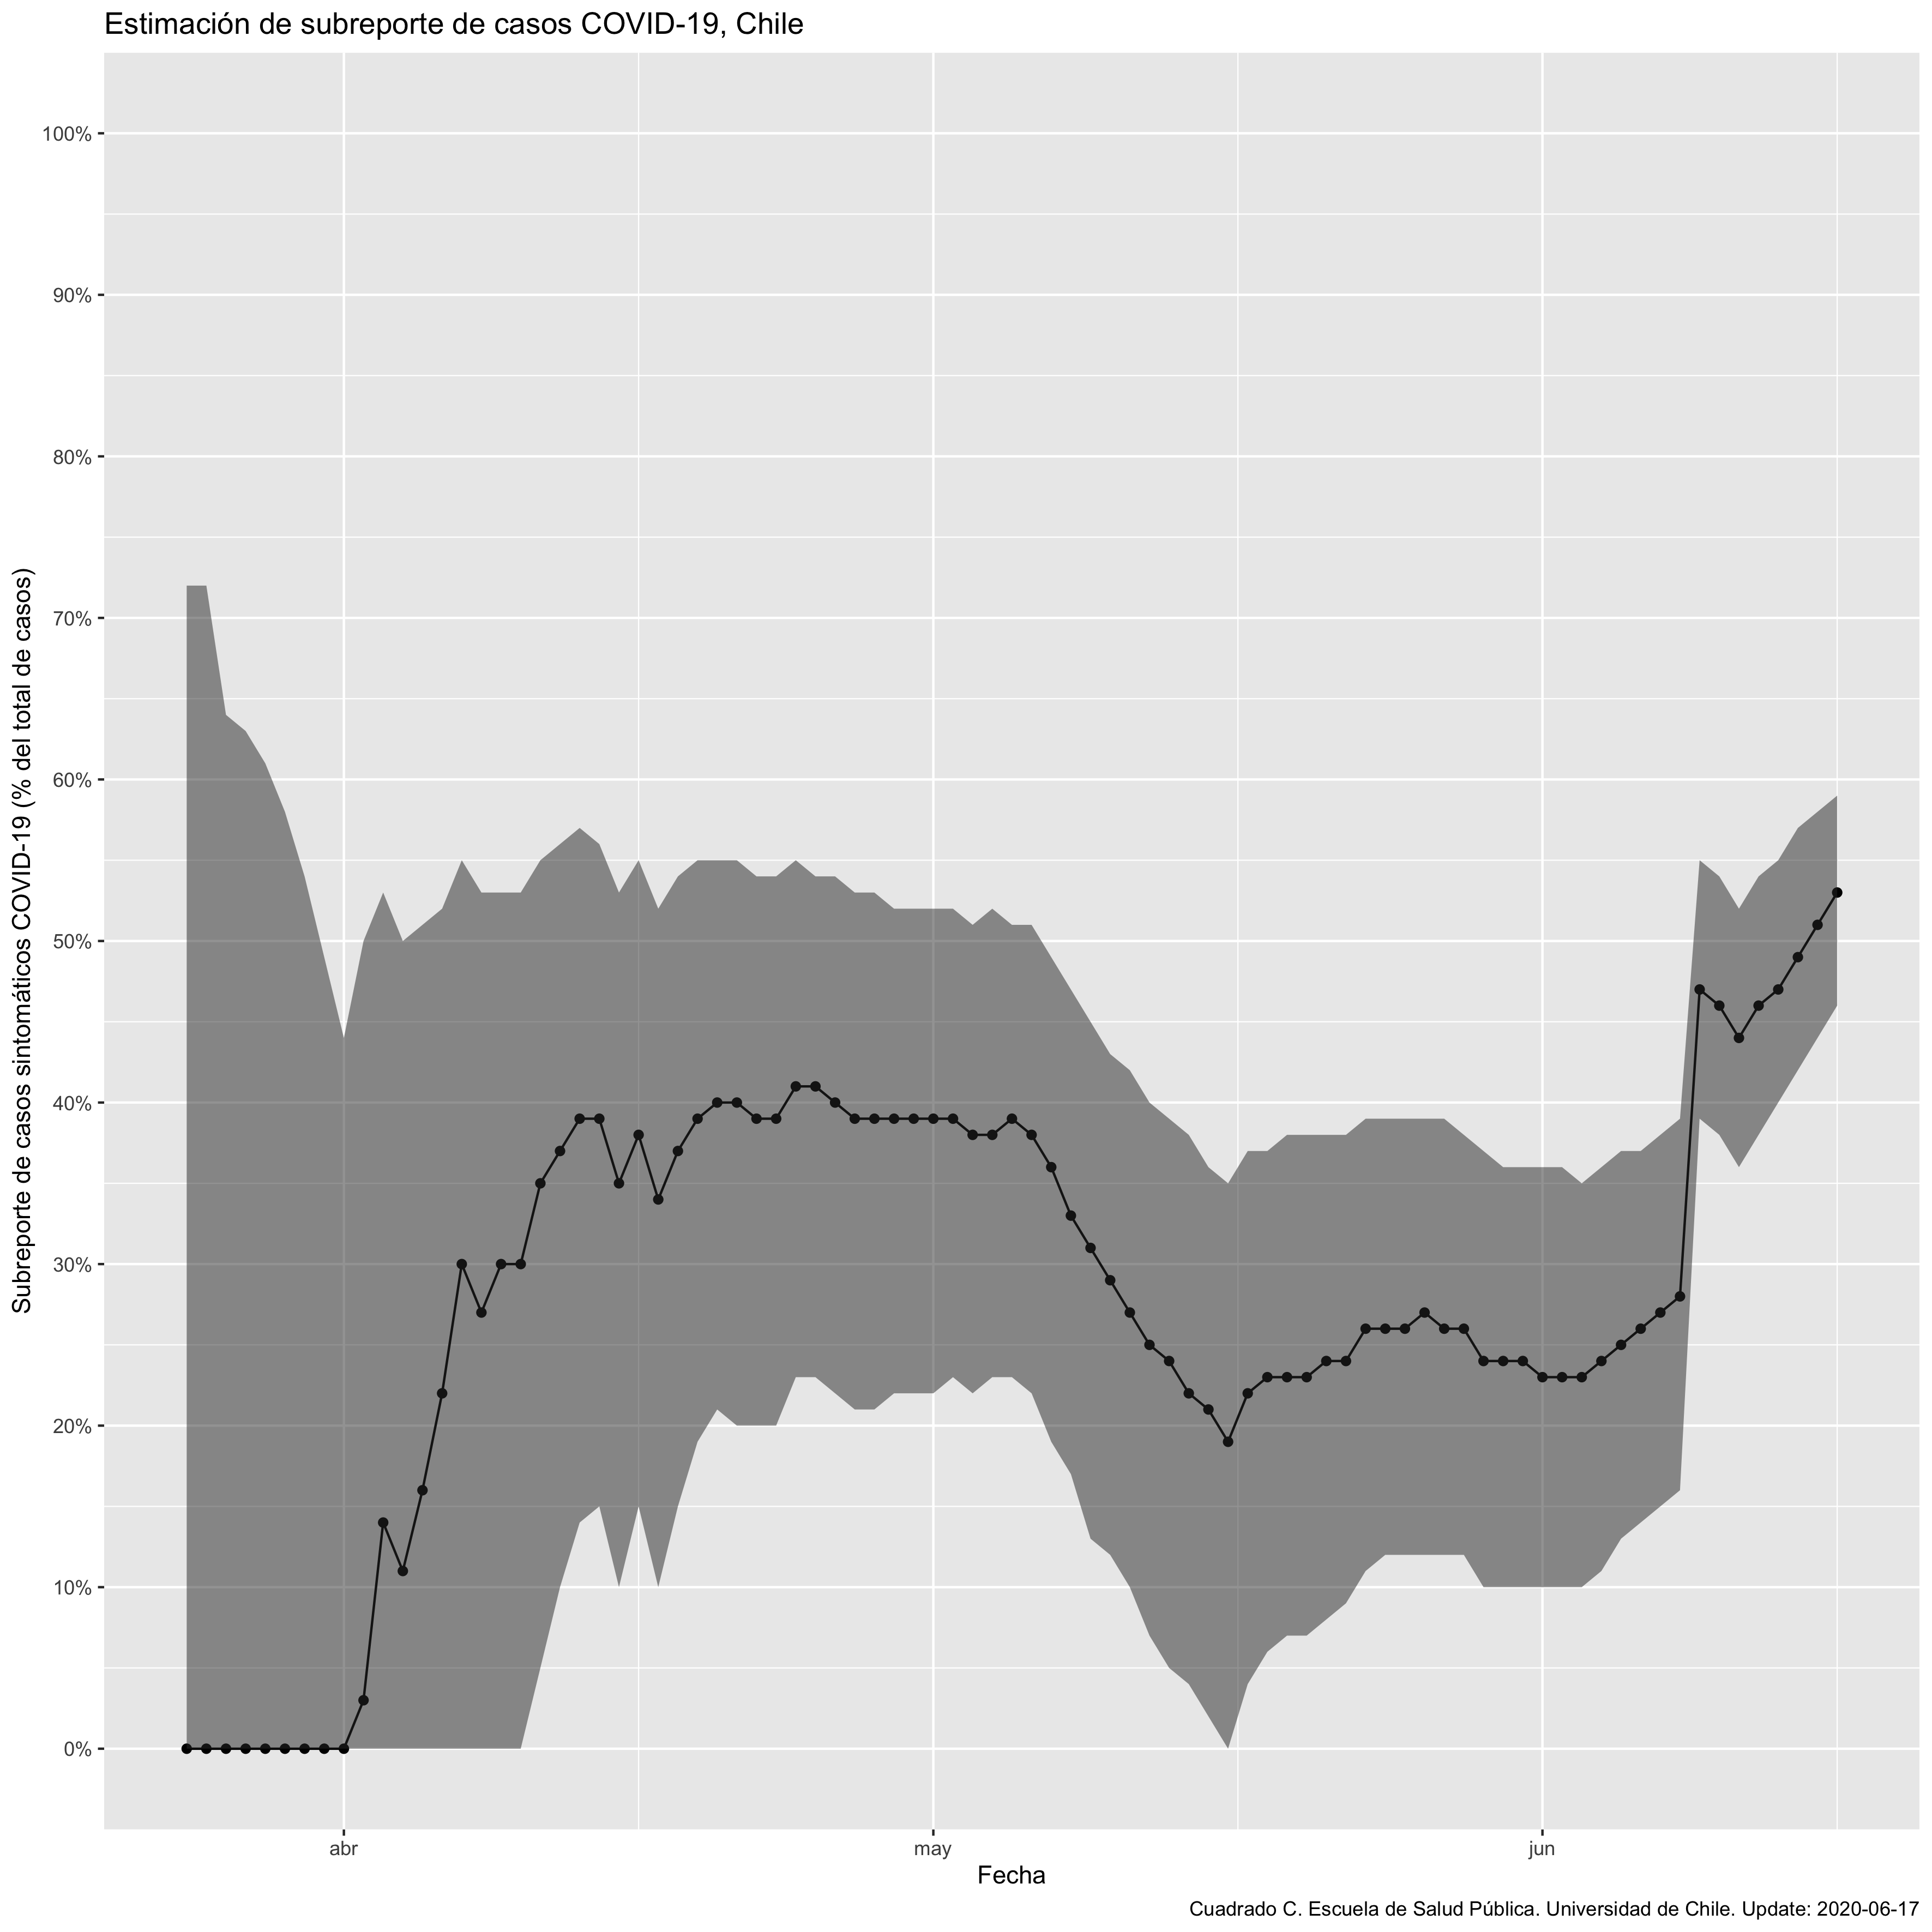 Estimación de subreporte de casos COVID-19, Chile
Subreporte de casos sintomáticos COVID-19 (% del total de casos)
100%
90%
80%
70%
60%
50%
40%
30%
20%
10%
0%
abr
may
jun
Fecha
Cuadrado C. Escuela de Salud Pública. Universidad de Chile. Update: 2020-06-17